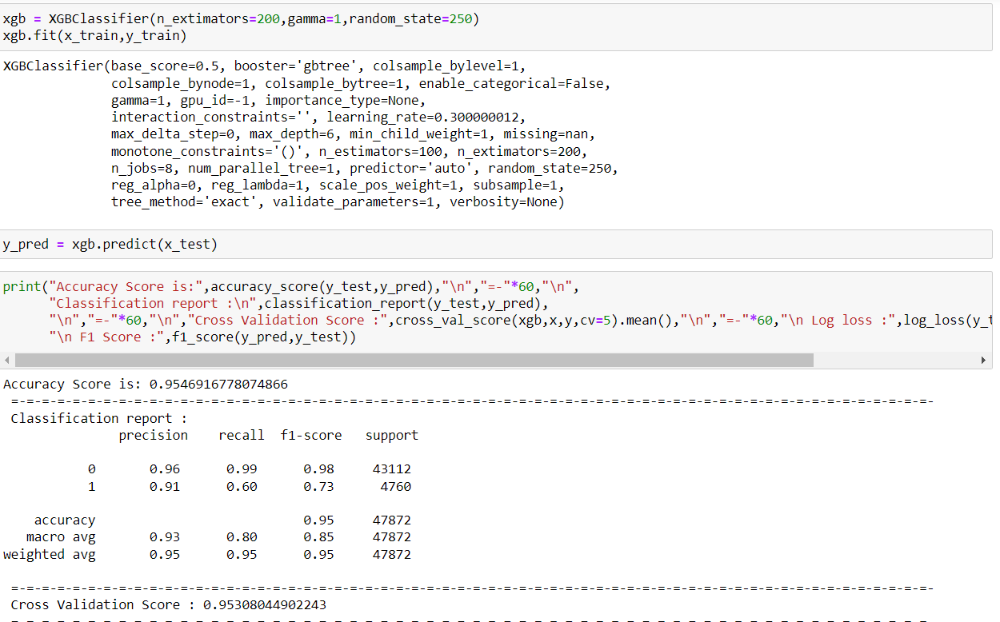 xgb = XGBClassifier(n_extimators=200,gamma=1,random_state=250)
xgb.fit(x_train,y_train)
XGBClassifier(base_score=0.5, booster='gbtree', colsample_bylevel=1,
              colsample_bynode=1, colsample_bytree=1, enable_categorical=False,
              gamma=1, gpu_id=-1, importance_type=None,
              interaction_constraints='', learning_rate=0.300000012,
              max_delta_step=0, max_depth=6, min_child_weight=1, missing=nan,
              monotone_constraints='()', n_estimators=100, n_extimators=200,
              n_jobs=8, num_parallel_tree=1, predictor='auto', random_state=250,
              reg_alpha=0, reg_lambda=1, scale_pos_weight=1, subsample=1,
              tree_method='exact', validate_parameters=1, verbosity=None)
y_pred = xgb.predict(x_test)
print("Accuracy Score is:",accuracy_score(y_test,y_pred),"\n","=-"*60,"\n",
      "Classification report :\n",classification_report(y_test,y_pred),
      "\n","=-"*60,"\n","Cross Validation Score :",cross_val_score(xgb,x,y,cv=5).mean(),"\n","=-"*60,"\n Log loss :",log_loss(y_t
      "\n F1 Score :",f1_score(y_pred,y_test))
Accuracy Score is: 0.9546916778074866
 =-=-=-=-=-=-=-=-=-=-=-=-=-=-=-=-=-=-=-=-=-=-=-=-=-=-=-=-=-=-=-=-=-=-=-=-=-=-=-=-=-=-=-=-=-=-=-=-=-=-=-=-=-=-=-=-=-=-=-=-
 Classification report :
               precision    recall  f1-score   support
           0       0.96      0.99      0.98     43112
           1       0.91      0.60      0.73      4760
    accuracy                           0.95     47872
   macro avg       0.93      0.80      0.85     47872
weighted avg       0.95      0.95      0.95     47872
 =-=-=-=-=-=-=-=-=-=-=-=-=-=-=-=-=-=-=-=-=-=-=-=-=-=-=-=-=-=-=-=-=-=-=-=-=-=-=-=-=-=-=-=-=-=-=-=-=-=-=-=-=-=-=-=-=-=-=-=-
 Cross Validation Score : 0.95308044902243